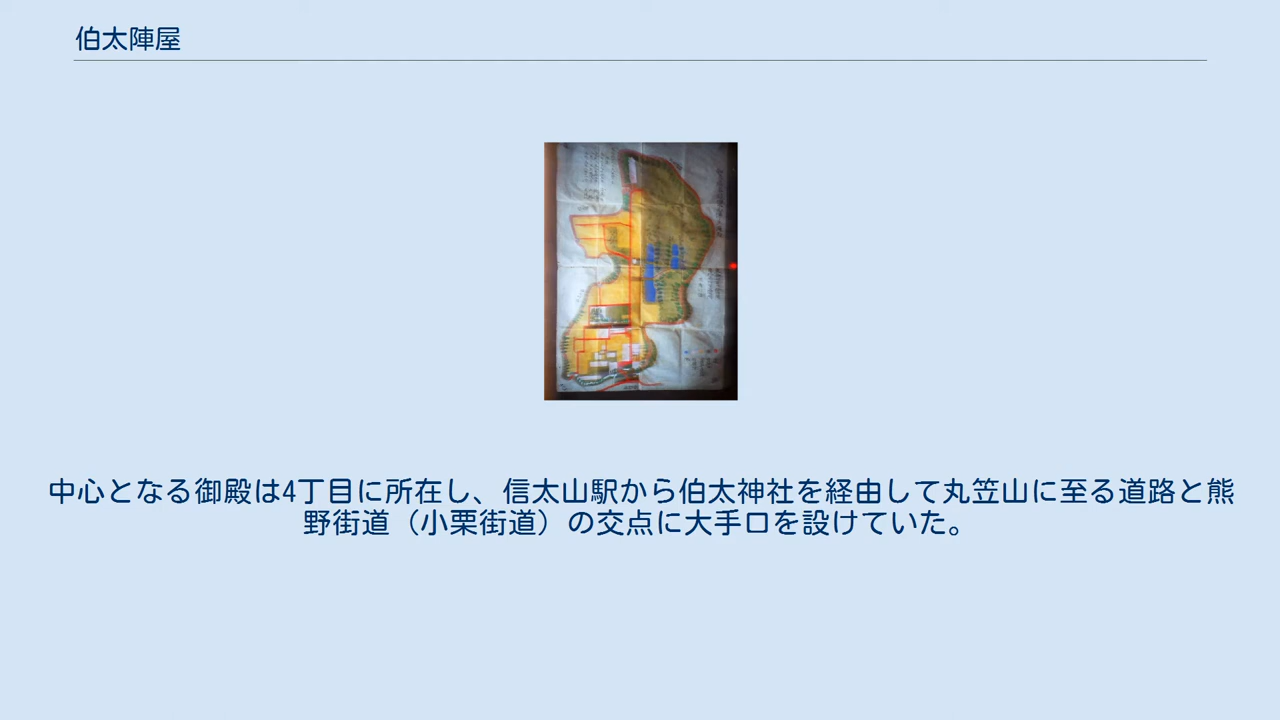 伯太陣屋
中心となる御殿は4丁目に所在し、信太山駅から伯太神社を経由して丸笠山に至る道路と熊
野街道（小栗街道）の交点に大手口を設けていた。